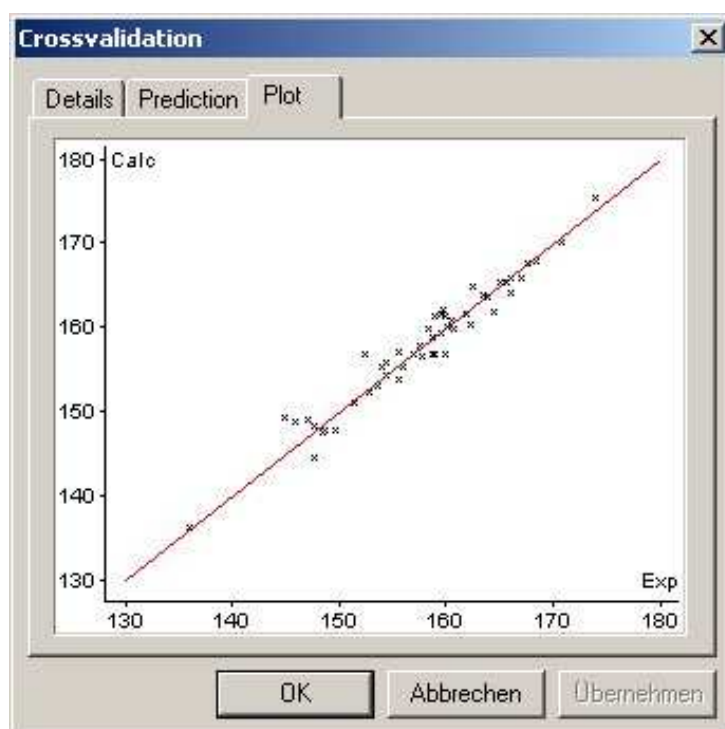 Crossvalidation
Details Prediction Plot
180 Calc
170
160
150
140
130
Exp
130 140 150 160 170 180
OK Abbrechen Übernehmen